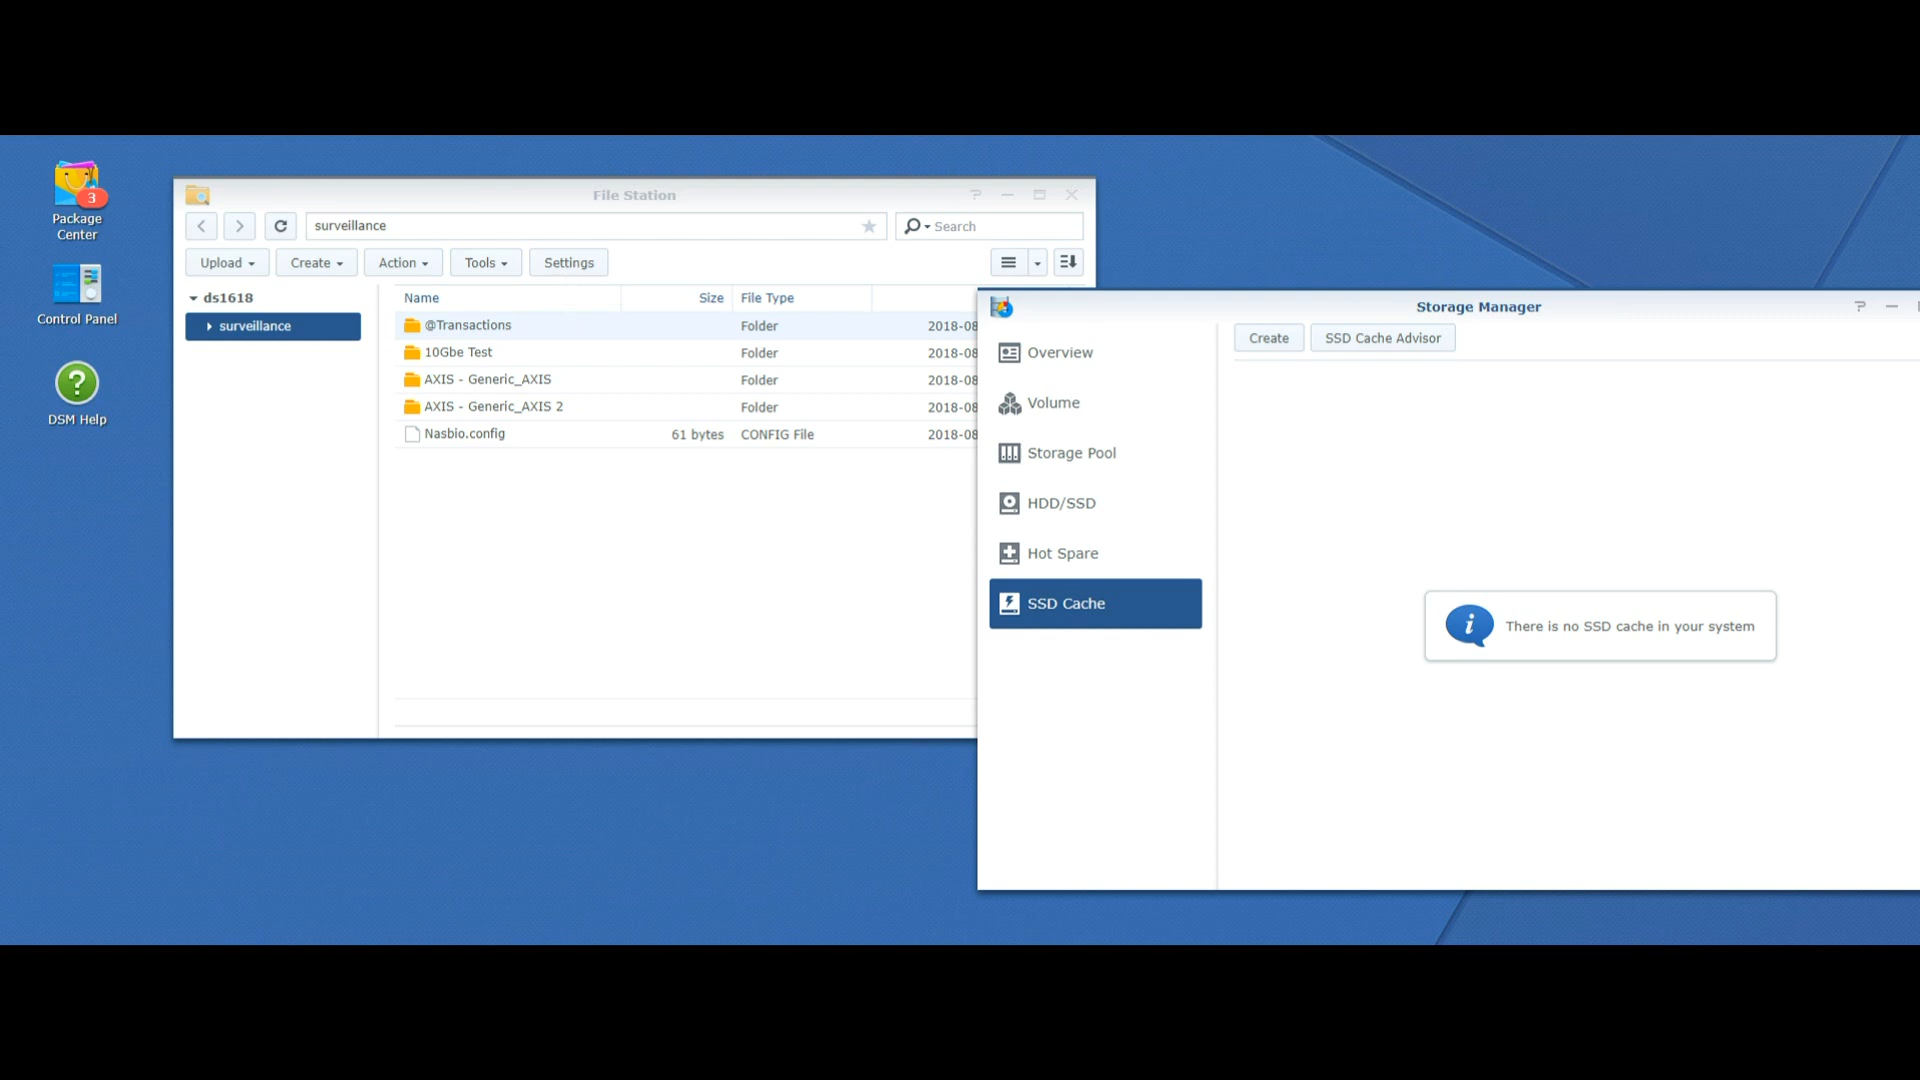 3
Package
Center
Control Panel
?
DSM Help
File Station
?
surveillance
Search
Upload
Create
Action
Tools
Settings
ds1618
surveillance
Name Size File Type
@Transactions Folder 2018-08
10Gbe Test Folder 2018-08
AXIS - Generic_AXIS Folder 2018-08
AXIS - Generic_AXIS 2 Folder 2018-08
Nasbio.config 61 bytes CONFIG File 2018-08
Storage Manager
?
Overview
Volume
Storage Pool
HDD/SSD
Hot Spare
SSD Cache
Create
SSD Cache Advisor
i
There is no SSD cache in your system